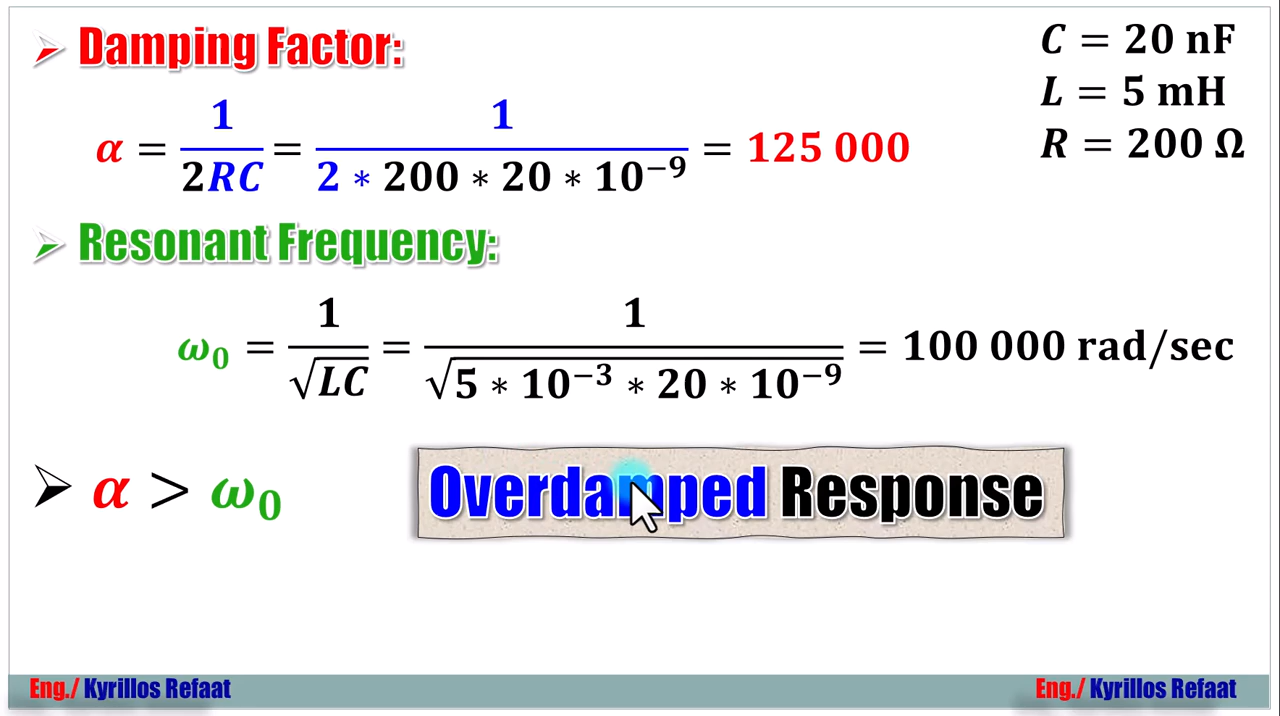 ➢ Damping Factor:
C = 20 nF
L = 5 mH
R = 200 Ω
α = 1/(2RC) = 1/(2 * 200 * 20 * 10⁻⁹) = 125 000
➢ Resonant Frequency:
ω₀ = 1/√(LC) = 1/√(5 * 10⁻³ * 20 * 10⁻⁹) = 100 000 rad/sec
➢ α > ω₀
Overdamped Response
Eng./ Kyrillos Refaat
Eng./ Kyrillos Refaat